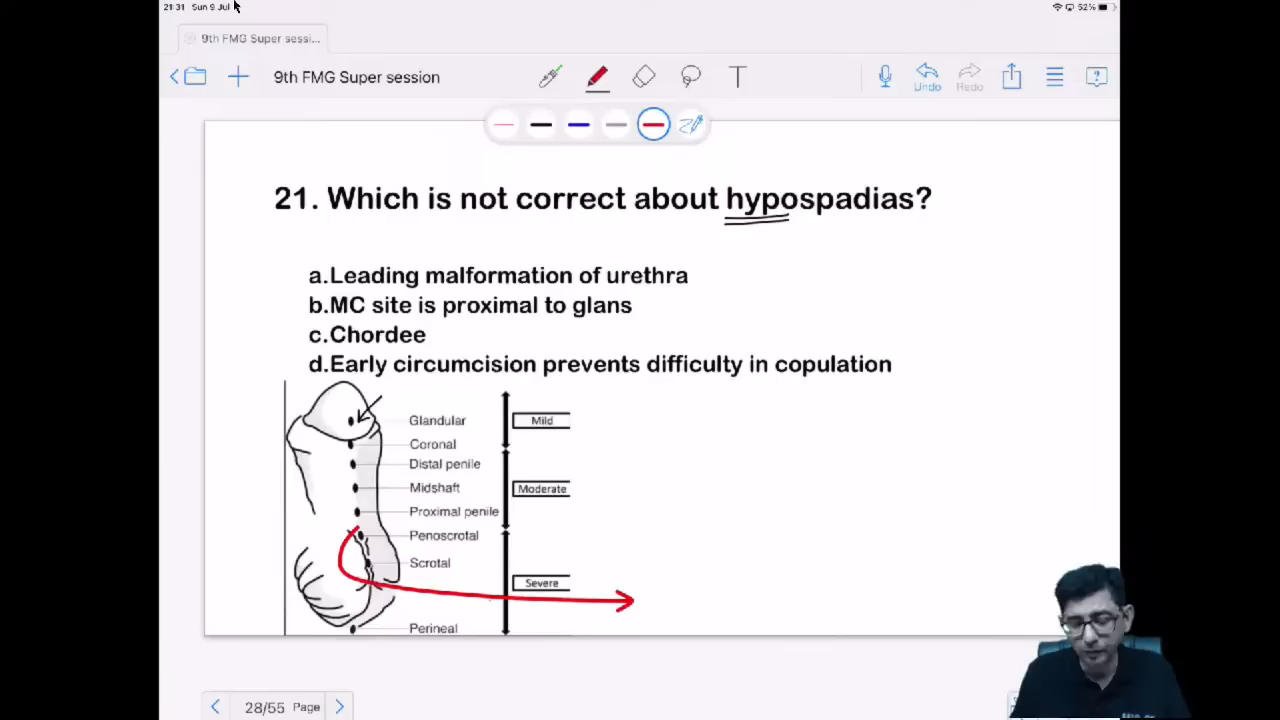 21:31 Sun 9 Jul
52%
9th FMG Super sessi...
9th FMG Super session
T
Undo
Redo
21. Which is not correct about hypospadias?
a.Leading malformation of urethra
b.MC site is proximal to glans
c.Chordee
d.Early circumcision prevents difficulty in copulation
Glandular
Mild
Coronal
Distal penile
Midshaft
Moderate
Proximal penile
Penoscrotal
Scrotal
Severe
Perineal
28/55 Page